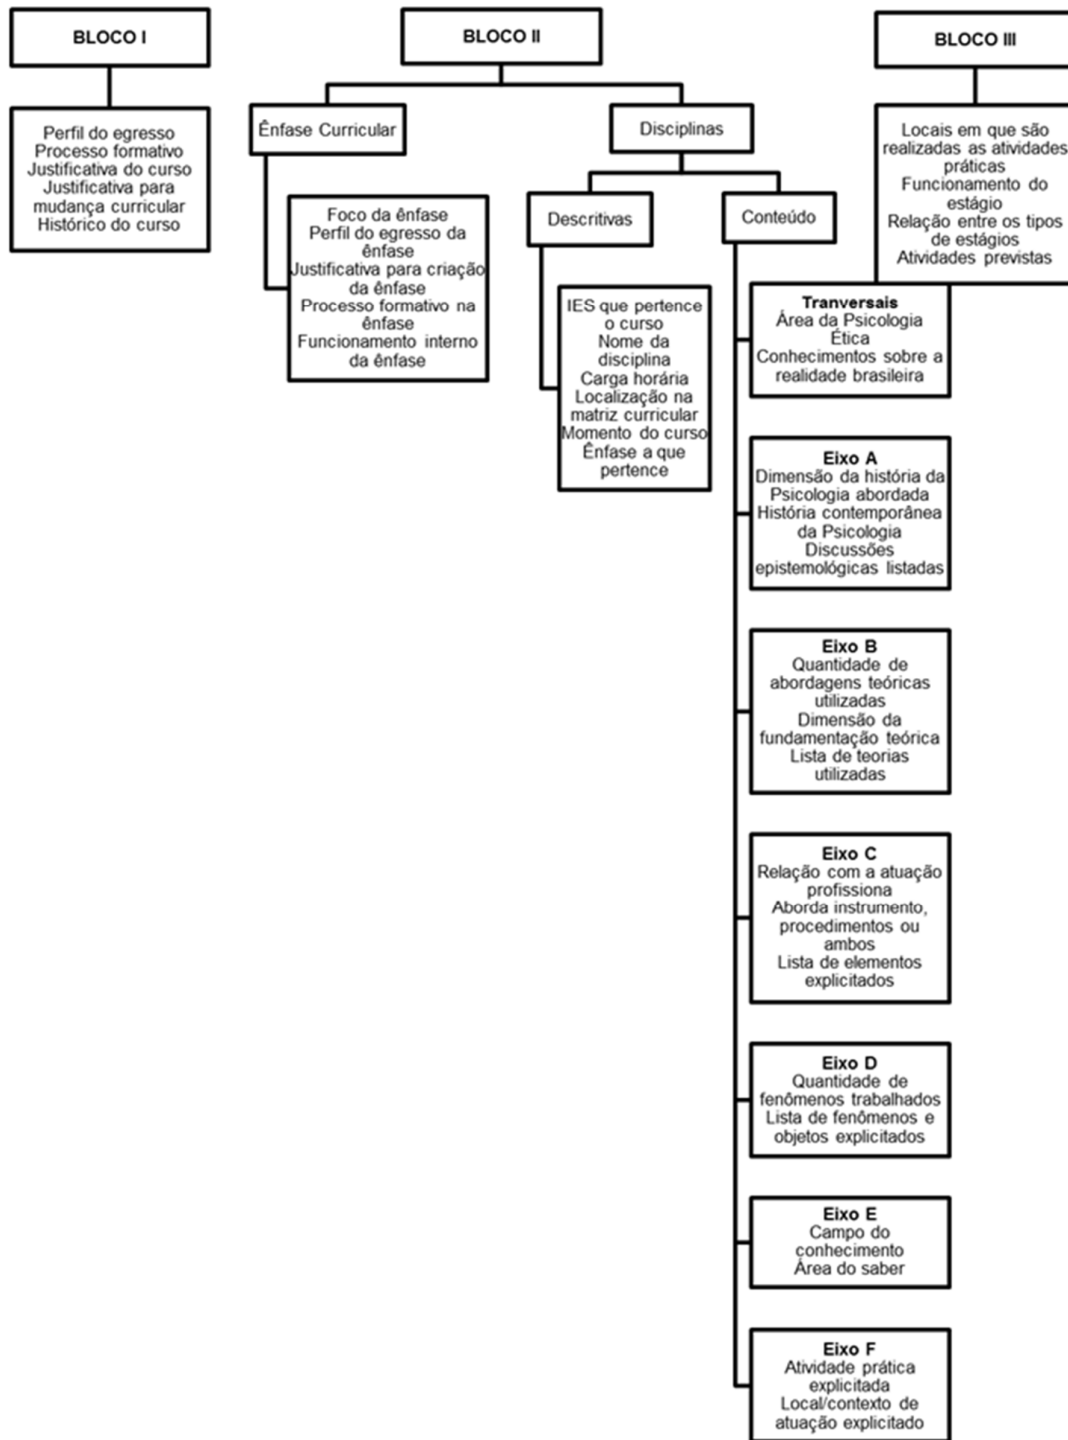 BLOCO I
Perfil do egresso
Processo formativo
Justificativa do curso
Justificativa para
mudança curricular
Histórico do curso
BLOCO II
Ênfase Curricular
Foco da ênfase
Perfil do egresso da
ênfase
Justificativa para criação
da ênfase
Processo formativo na
ênfase
Funcionamento interno
da ênfase
Disciplinas
Descritivas
IES que pertence
o curso
Nome da
disciplina
Carga horária
Localização na
matriz curricular
Momento do curso
Ênfase a que
pertence
Conteúdo
Tranversais
Área da Psicologia
Ética
Conhecimentos sobre a
realidade brasileira
Eixo A
Dimensão da história da
Psicologia abordada
História contemporânea
da Psicologia
Discussões
epistemológicas listadas
Eixo B
Quantidade de
abordagens teóricas
utilizadas
Dimensão da
fundamentação teórica
Lista de teorias
utilizadas
Eixo C
Relação com a atuação
profissiona
Aborda instrumento,
procedimentos ou
ambos
Lista de elementos
explicitados
Eixo D
Quantidade de
fenômenos trabalhados
Lista de fenômenos e
objetos explicitados
Eixo E
Campo do
conhecimento
Área do saber
Eixo F
Atividade prática
explicitada
Local/contexto de
atuação explicitado
BLOCO III
Locais em que são
realizadas as atividades
práticas
Funcionamento do
estágio
Relação entre os tipos
de estágios
Atividades previstas